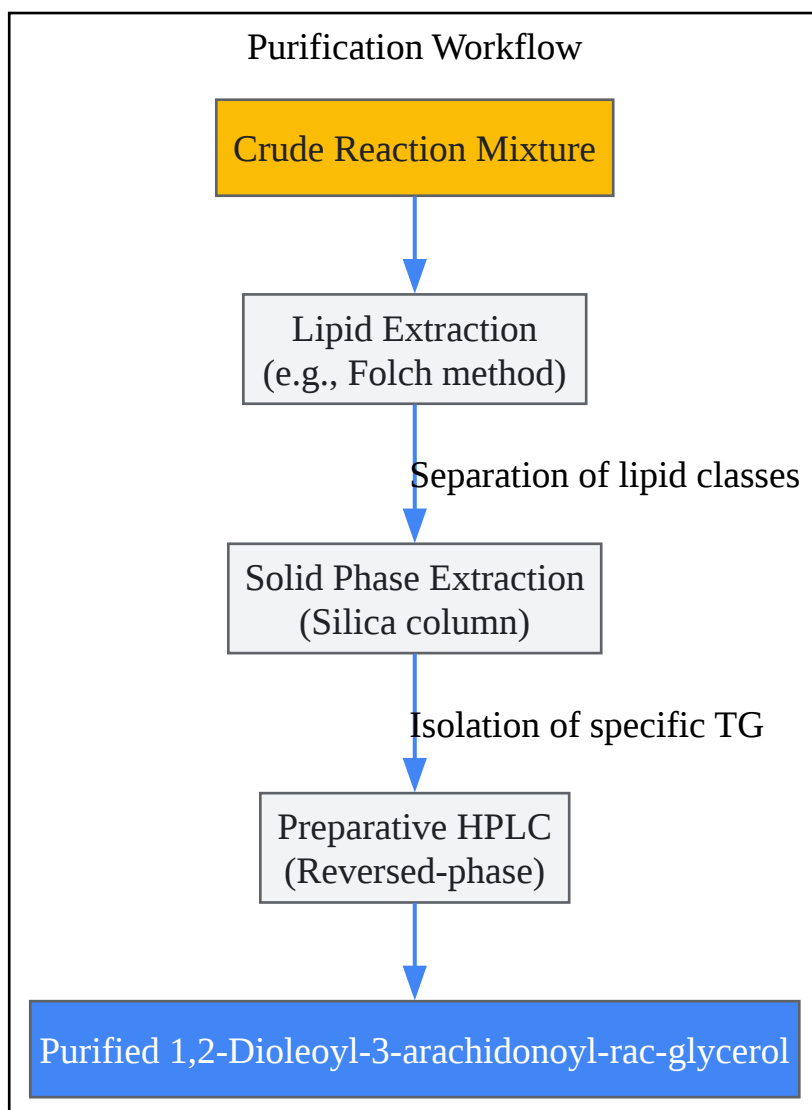 Purification Workflow
Crude Reaction Mixture
Lipid Extraction
(e.g., Folch method)
Separation of lipid classes
Solid Phase Extraction
(Silica column)
Isolation of specific TG
Preparative HPLC
(Reversed-phase)
Purified 1,2-Dioleoyl-3-arachidonoyl-rac-glycerol